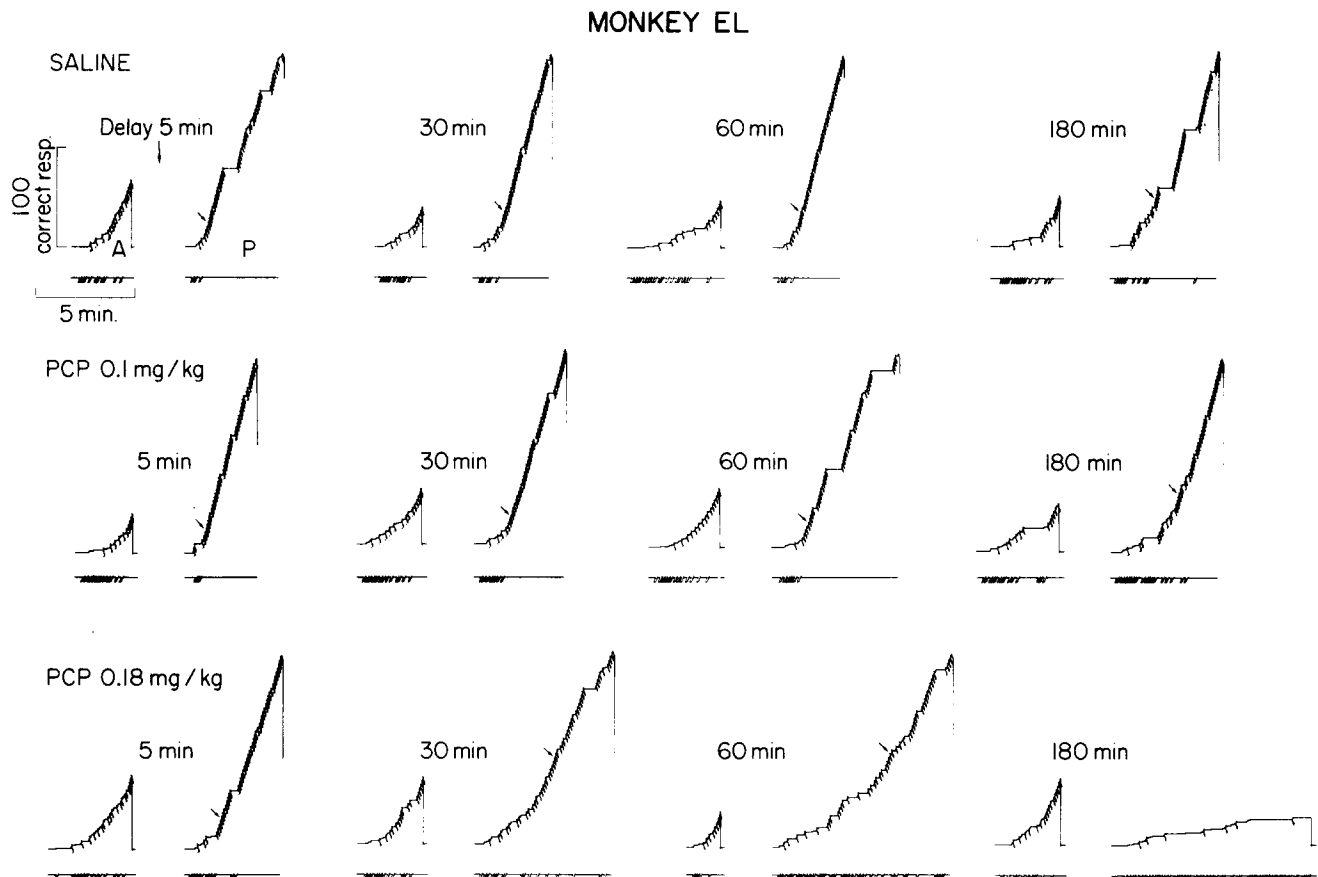 MONKEY EL
SALINE
Delay 5 min
30 min
60 min
180 min
100
correct resp.
A
P
5 min.
PCP 0.1 mg/kg
5 min
30 min
60 min
180 min
PCP 0.18 mg/kg
5 min
30 min
60 min
180 min